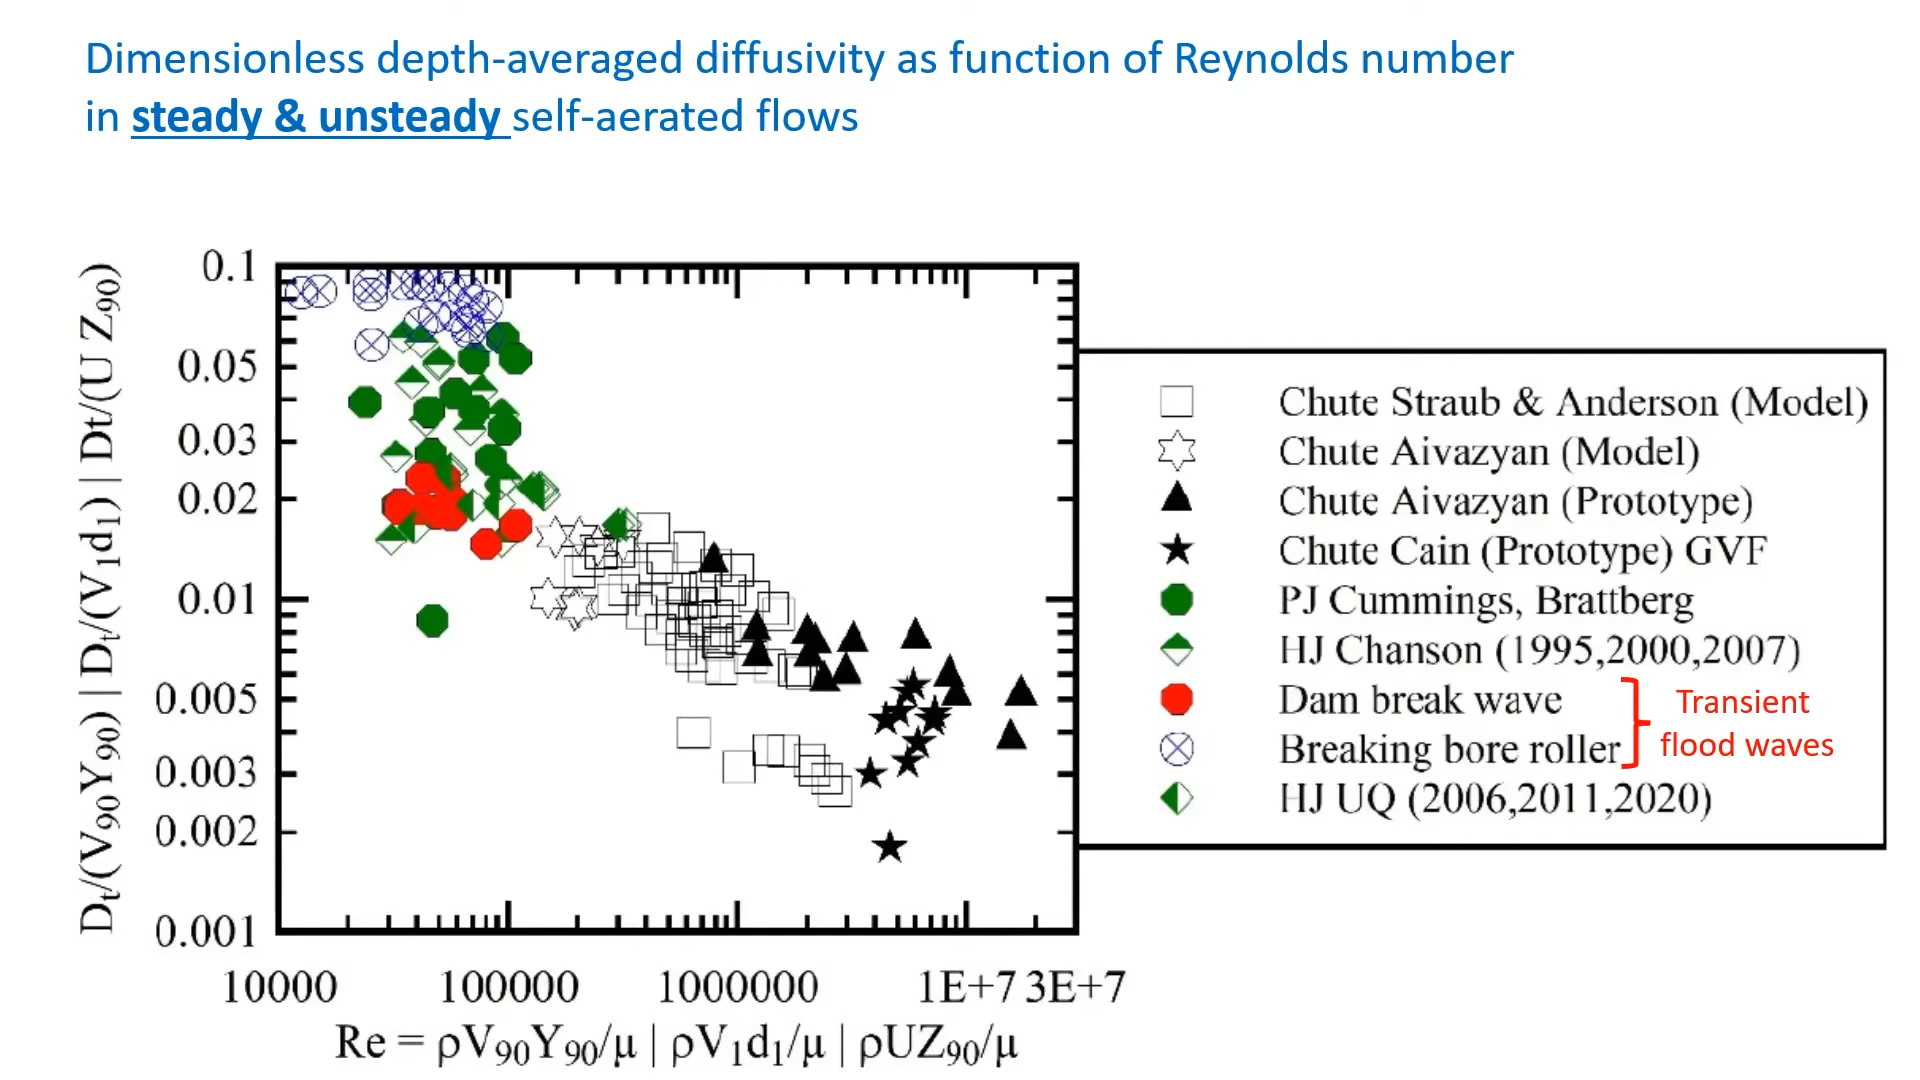 Dimensionless depth-averaged diffusivity as function of Reynolds number
in steady & unsteady self-aerated flows
Dₜ/(V₉₀Y₉₀) | Dₜ/(V₁d₁) | Dt/(U Z₉₀)
0.1
0.05
0.03
0.02
0.01
0.005
0.003
0.002
0.001
10000 100000 1000000 1E+7 3E+7
Re = ρV₉₀Y₉₀/μ | ρV₁d₁/μ | ρUZ₉₀/μ
Chute Straub & Anderson (Model)
Chute Aivazyan (Model)
Chute Aivazyan (Prototype)
Chute Cain (Prototype) GVF
PJ Cummings, Brattberg
HJ Chanson (1995,2000,2007)
Dam break wave
Breaking bore roller
HJ UQ (2006,2011,2020)
Transient
flood waves